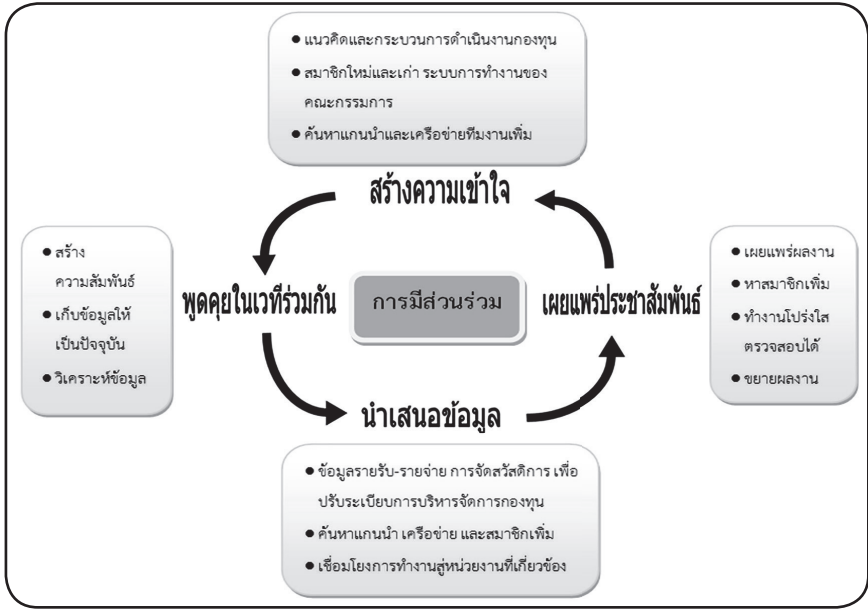 ● แนวคิดและกระบวนการดำเนินงานกองทุน
● สมาชิกใหม่และเก่า ระบบการทำงานของ
คณะกรรมการ
● ค้นหาแกนนำและเครือข่ายทีมงานเพิ่ม
สร้างความเข้าใจ
● สร้าง
ความสัมพันธ์
● เก็บข้อมูลให้
เป็นปัจจุบัน
● วิเคราะห์ข้อมูล
พูดคุยในเวทีร่วมกัน
การมีส่วนร่วม
เผยแพร่ประชาสัมพันธ์
● เผยแพร่ผลงาน
● หาสมาชิกเพิ่ม
● ทำงานโปร่งใส
ตรวจสอบได้
● ขยายผลงาน
นำเสนอข้อมูล
● ข้อมูลรายรับ-รายจ่าย การจัดสวัสดิการ เพื่อ
ปรับระเบียบการบริหารจัดการกองทุน
● ค้นหาแกนนำ เครือข่าย และสมาชิกเพิ่ม
● เชื่อมโยงการทำงานสู่หน่วยงานที่เกี่ยวข้อง